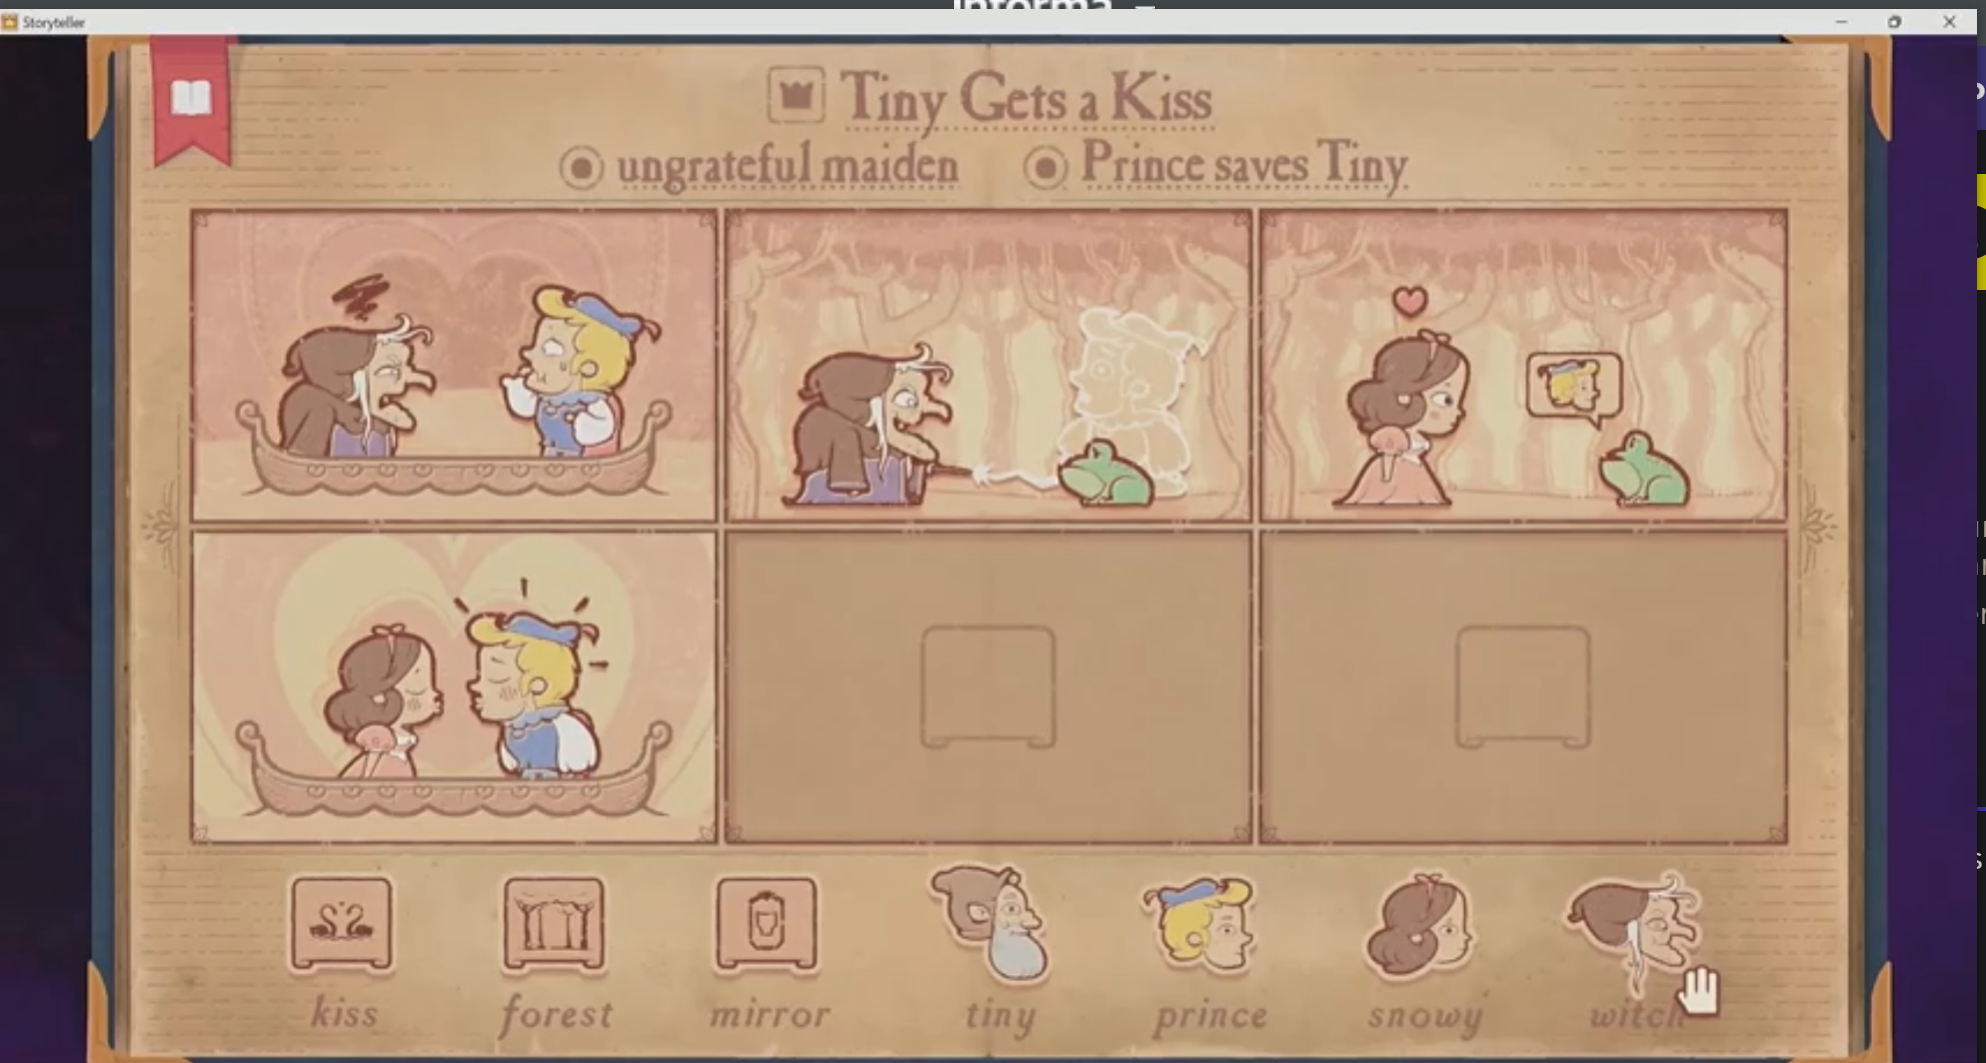 Storyteller
Tiny Gets a Kiss
ungrateful maiden Prince saves Tiny
kiss forest mirror tiny prince snowy witch